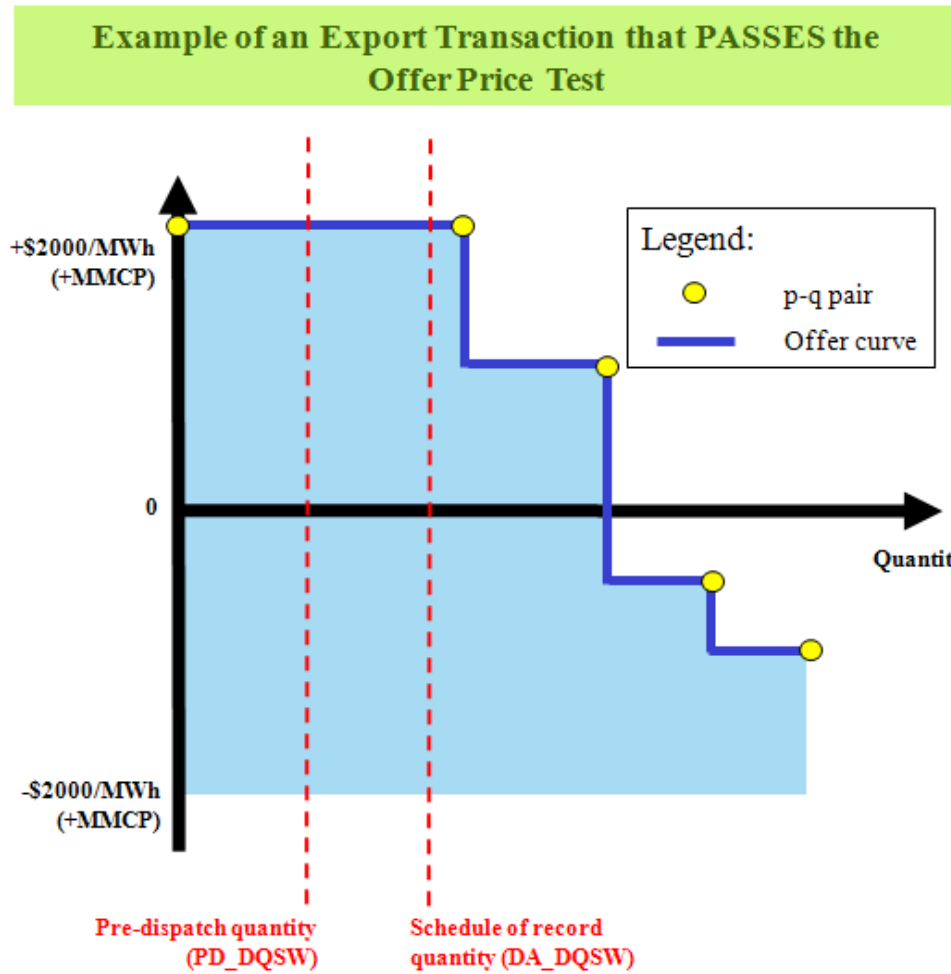 Example of an Export Transaction that PASSES the
Offer Price Test
+$2000/MWh
(+MMCP)
Legend:
p-q pair
Offer curve
0
Quantit
-$2000/MWh
(+MMCP)
Pre-dispatch quantity
(PD_DQSW)
Schedule of record
quantity (DA_DQSW)